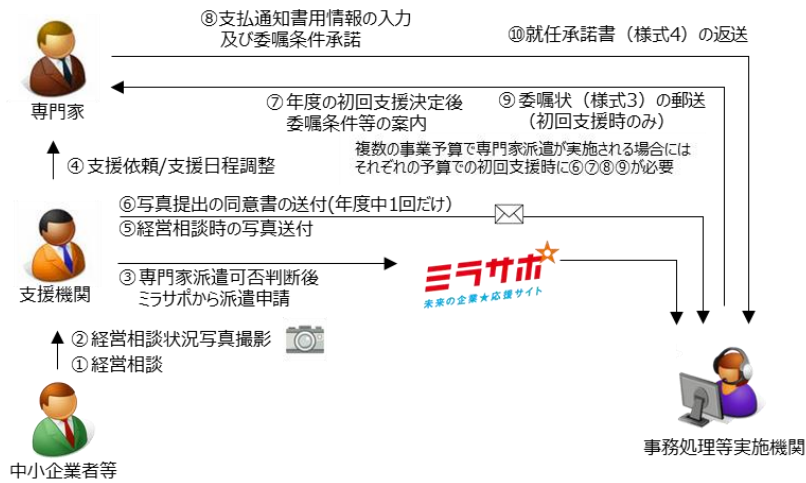 ⑧支払通知書用情報の入力
及び委嘱条件承諾
⑩就任承諾書（様式4）の返送
専門家
⑦年度の初回支援決定後
委嘱条件等の案内
⑨委嘱状（様式3）の郵送
（初回支援時のみ）
複数の事業予算で専門家派遣が実施される場合には
それぞれの予算での初回支援時に⑥⑦⑧⑨が必要
④支援依頼/支援日程調整
⑥写真提出の同意書の送付(年度中1回だけ)
⑤経営相談時の写真送付
支援機関
③専門家派遣可否判断後
ミラサポから派遣申請
ミラサポ
未来の企業★応援サイト
②経営相談状況写真撮影
①経営相談
中小企業者等
事務処理等実施機関